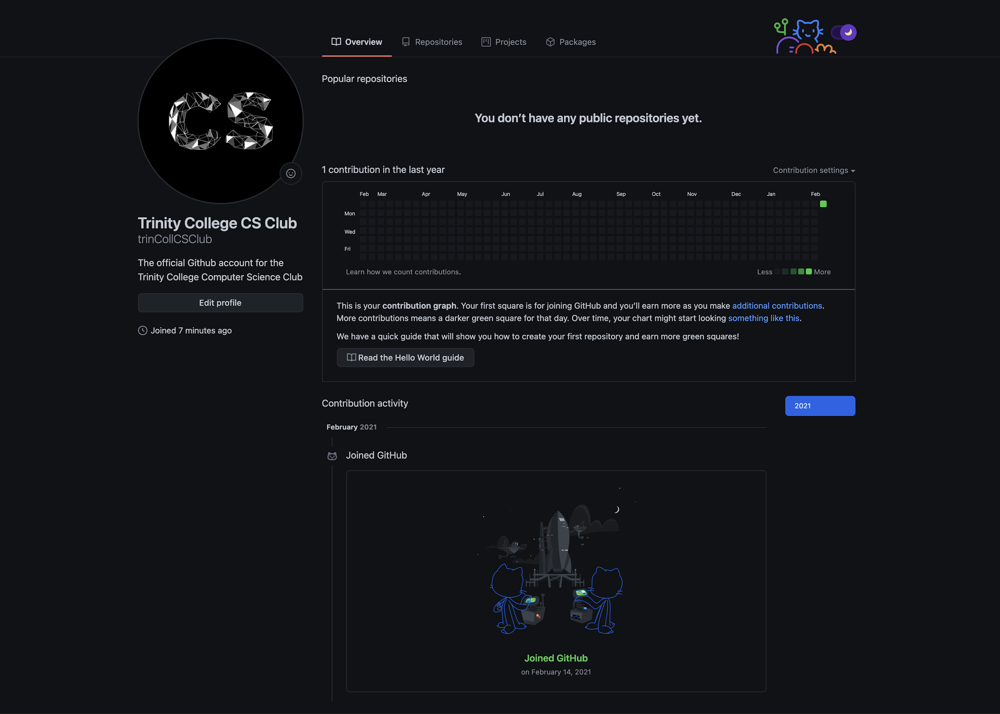 Overview
Repositories
Projects
Packages
CS
Trinity College CS Club
trinCollCSClub
The official Github account for the
Trinity College Computer Science Club
Edit profile
Joined 7 minutes ago
Popular repositories
You don’t have any public repositories yet.
1 contribution in the last year
Contribution settings
Feb Mar Apr May Jun Jul Aug Sep Oct Nov Dec Jan Feb
Mon
Wed
Fri
Learn how we count contributions.
Less More
This is your contribution graph. Your first square is for joining GitHub and you’ll earn more as you make additional contributions.
More contributions means a darker green square for that day. Over time, your chart might start looking something like this.
We have a quick guide that will show you how to create your first repository and earn more green squares!
Read the Hello World guide
Contribution activity
2021
February 2021
Joined GitHub
Joined GitHub
on February 14, 2021